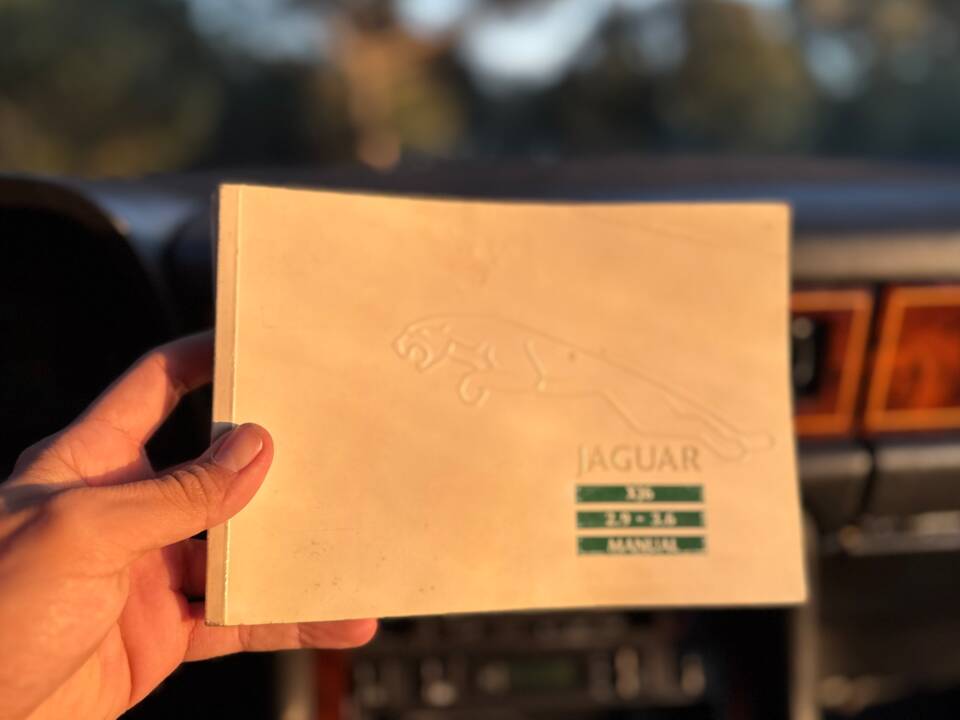 JAGUAR
XJ6
2.9 - 3.6
MANUAL